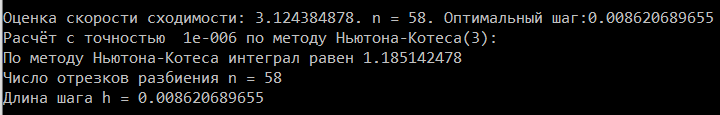 Оценка скорости сходимости: 3.124384878. n = 58. Оптимальный шаг:0.008620689655
Расчёт с точностью  1e-006 по методу Ньютона-Котеса(3):
По методу Ньютона-Котеса интеграл равен 1.185142478
Число отрезков разбиения n = 58
Длина шага h = 0.008620689655